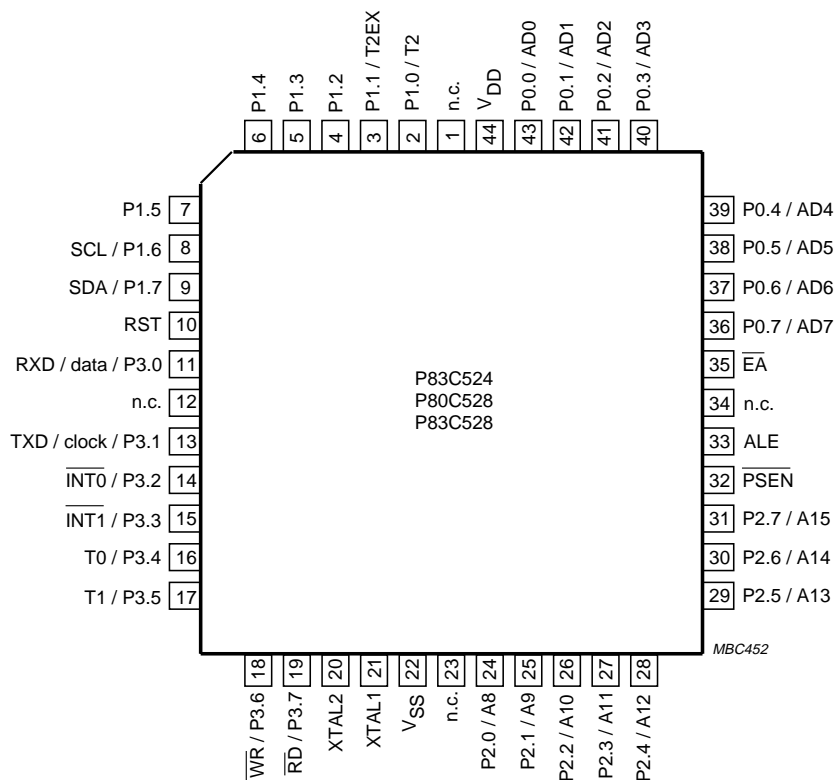 P1.4
P1.3
P1.2
P1.1 / T2EX
P1.0 / T2
n.c.
VDD
P0.0 / AD0
P0.1 / AD1
P0.2 / AD2
P0.3 / AD3
6
5
4
3
2
1
44
43
42
41
40
P1.5 7
SCL / P1.6 8
SDA / P1.7 9
RST 10
RXD / data / P3.0 11
n.c. 12
TXD / clock / P3.1 13
INT0 / P3.2 14
INT1 / P3.3 15
T0 / P3.4 16
T1 / P3.5 17
P83C524
P80C528
P83C528
39 P0.4 / AD4
38 P0.5 / AD5
37 P0.6 / AD6
36 P0.7 / AD7
35 EA
34 n.c.
33 ALE
32 PSEN
31 P2.7 / A15
30 P2.6 / A14
29 P2.5 / A13
MBC452
18
19
20
21
22
23
24
25
26
27
28
WR / P3.6
RD / P3.7
XTAL2
XTAL1
VSS
n.c.
P2.0 / A8
P2.1 / A9
P2.2 / A10
P2.3 / A11
P2.4 / A12